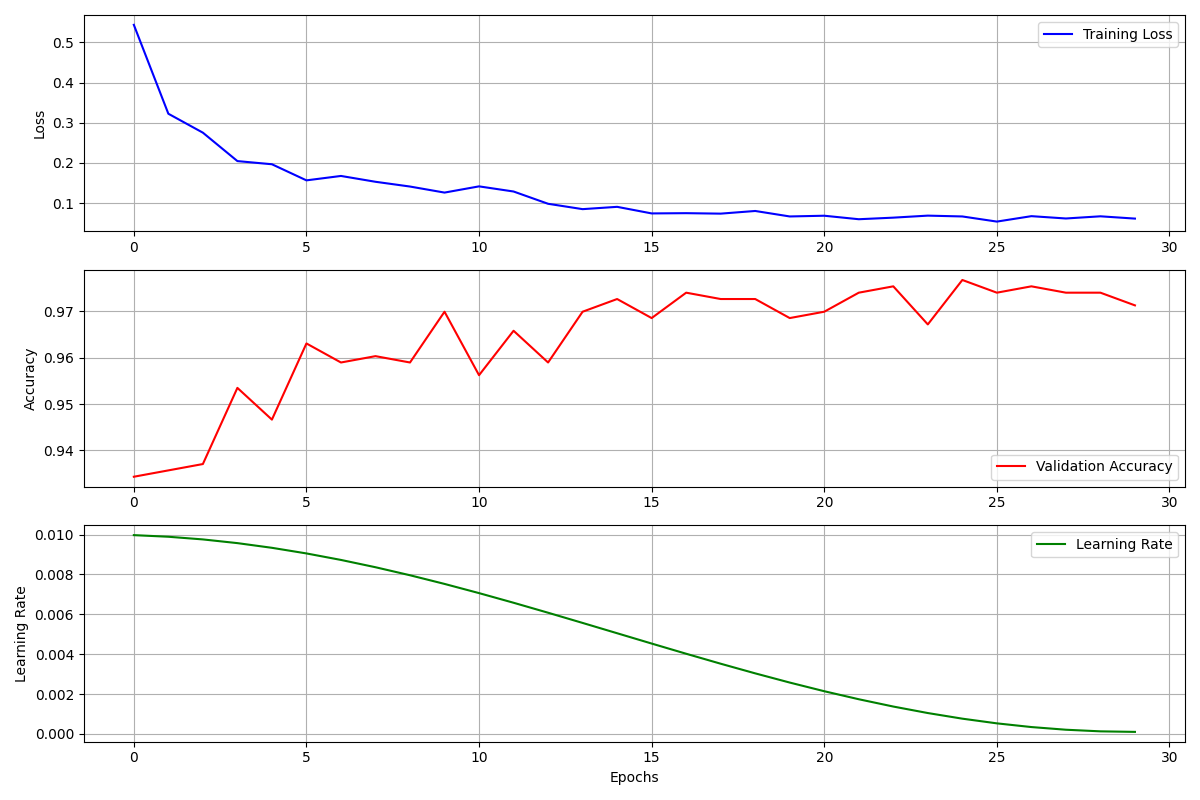 Training Loss
Loss
0.5
0.4
0.3
0.2
0.1
0 5 10 15 20 25 30
Accuracy
0.97
0.96
0.95
0.94
Validation Accuracy
0 5 10 15 20 25 30
Learning Rate
Learning Rate
0.010
0.008
0.006
0.004
0.002
0.000
0 5 10 15 20 25 30
Epochs